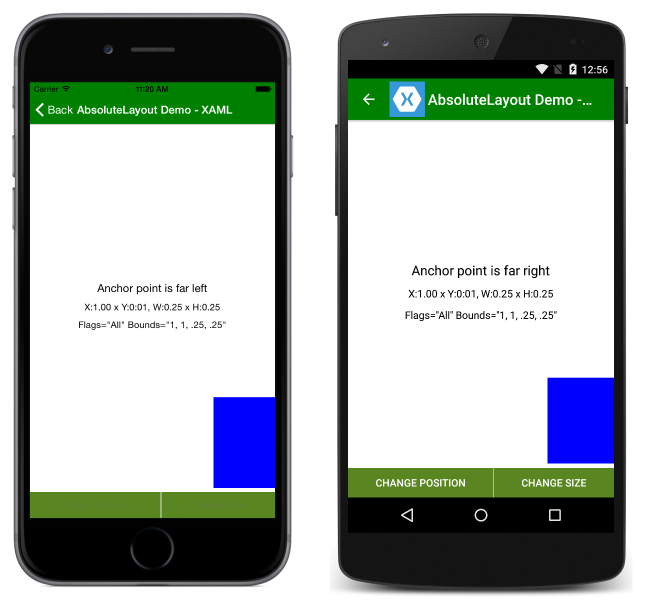 Carrier 11:20 AM
Back AbsoluteLayout Demo - XAML
Anchor point is far left
X:1.00 x Y:0:01, W:0.25 x H:0.25
Flags="All" Bounds="1, 1, .25, .25"
12:56
AbsoluteLayout Demo -...
Anchor point is far right
X:1.00 x Y:0:01, W:0.25 x H:0.25
Flags="All" Bounds="1, 1, .25, .25"
CHANGE POSITION CHANGE SIZE